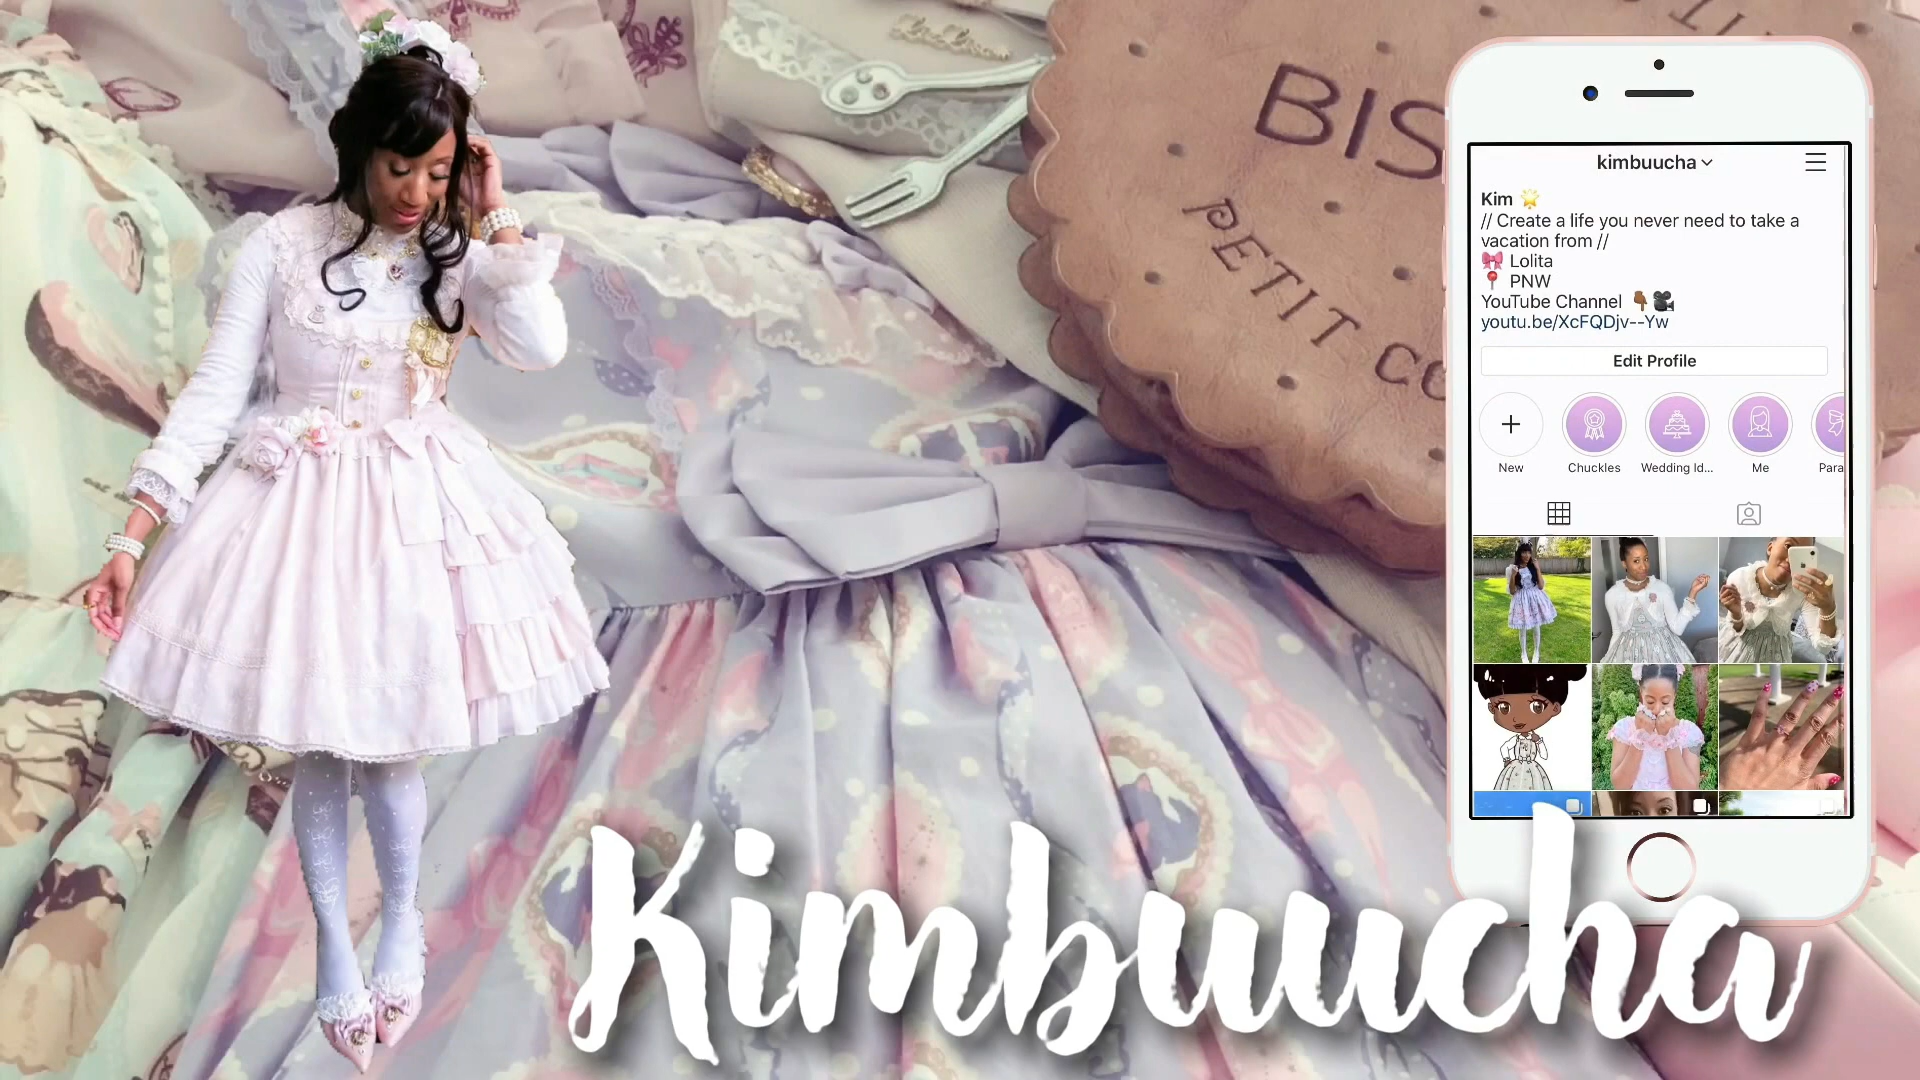 BIS
PETIT CO
kimbuucha
Kim 🌟
// Create a life you never need to take a
vacation from //
🎀 Lolita
📍 PNW
YouTube Channel 👇🏾🎥
youtu.be/XcFQDjv--Yw
Edit Profile
New
Chuckles
Wedding Id...
Me
Para
Kimbuucha